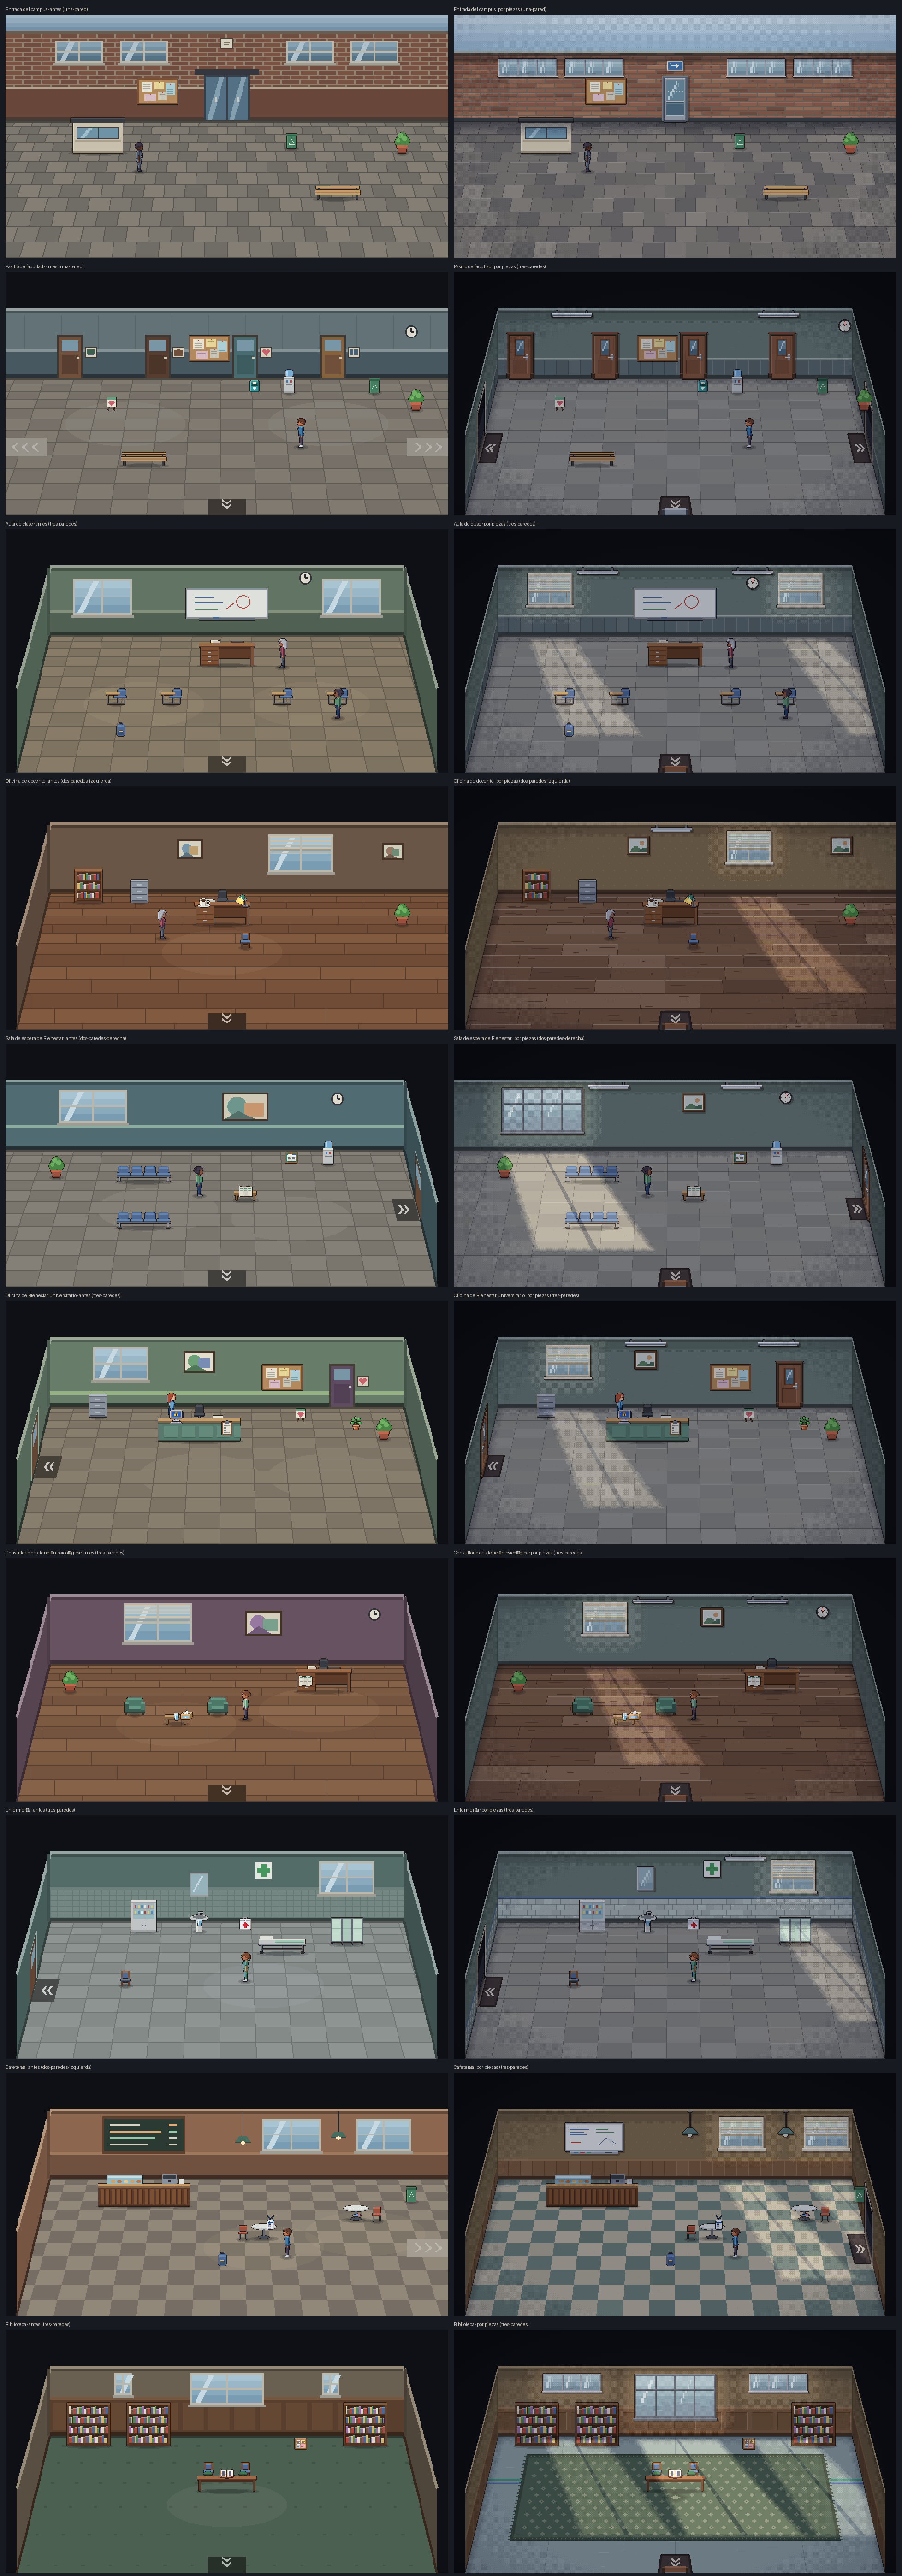 Entrada del campus · antes (una-pared)
Entrada del campus · por piezas (una-pared)
Pasillo de facultad · antes (una-pared)
Pasillo de facultad · por piezas (tres-paredes)
Aula de clase · antes (tres-paredes)
Aula de clase · por piezas (tres-paredes)
Oficina de docente · antes (dos-paredes-izquierda)
Oficina de docente · por piezas (dos-paredes-izquierda)
Sala de espera de Bienestar · antes (dos-paredes-derecha)
Sala de espera de Bienestar · por piezas (dos-paredes-derecha)
Oficina de Bienestar Universitario · antes (tres-paredes)
Oficina de Bienestar Universitario · por piezas (tres-paredes)
Consultorio de atención psicológica · antes (tres-paredes)
Consultorio de atención psicológica · por piezas (tres-paredes)
Enfermería · antes (tres-paredes)
Enfermería · por piezas (tres-paredes)
Cafetería · antes (dos-paredes-izquierda)
Cafetería · por piezas (tres-paredes)
Biblioteca · antes (tres-paredes)
Biblioteca · por piezas (tres-paredes)